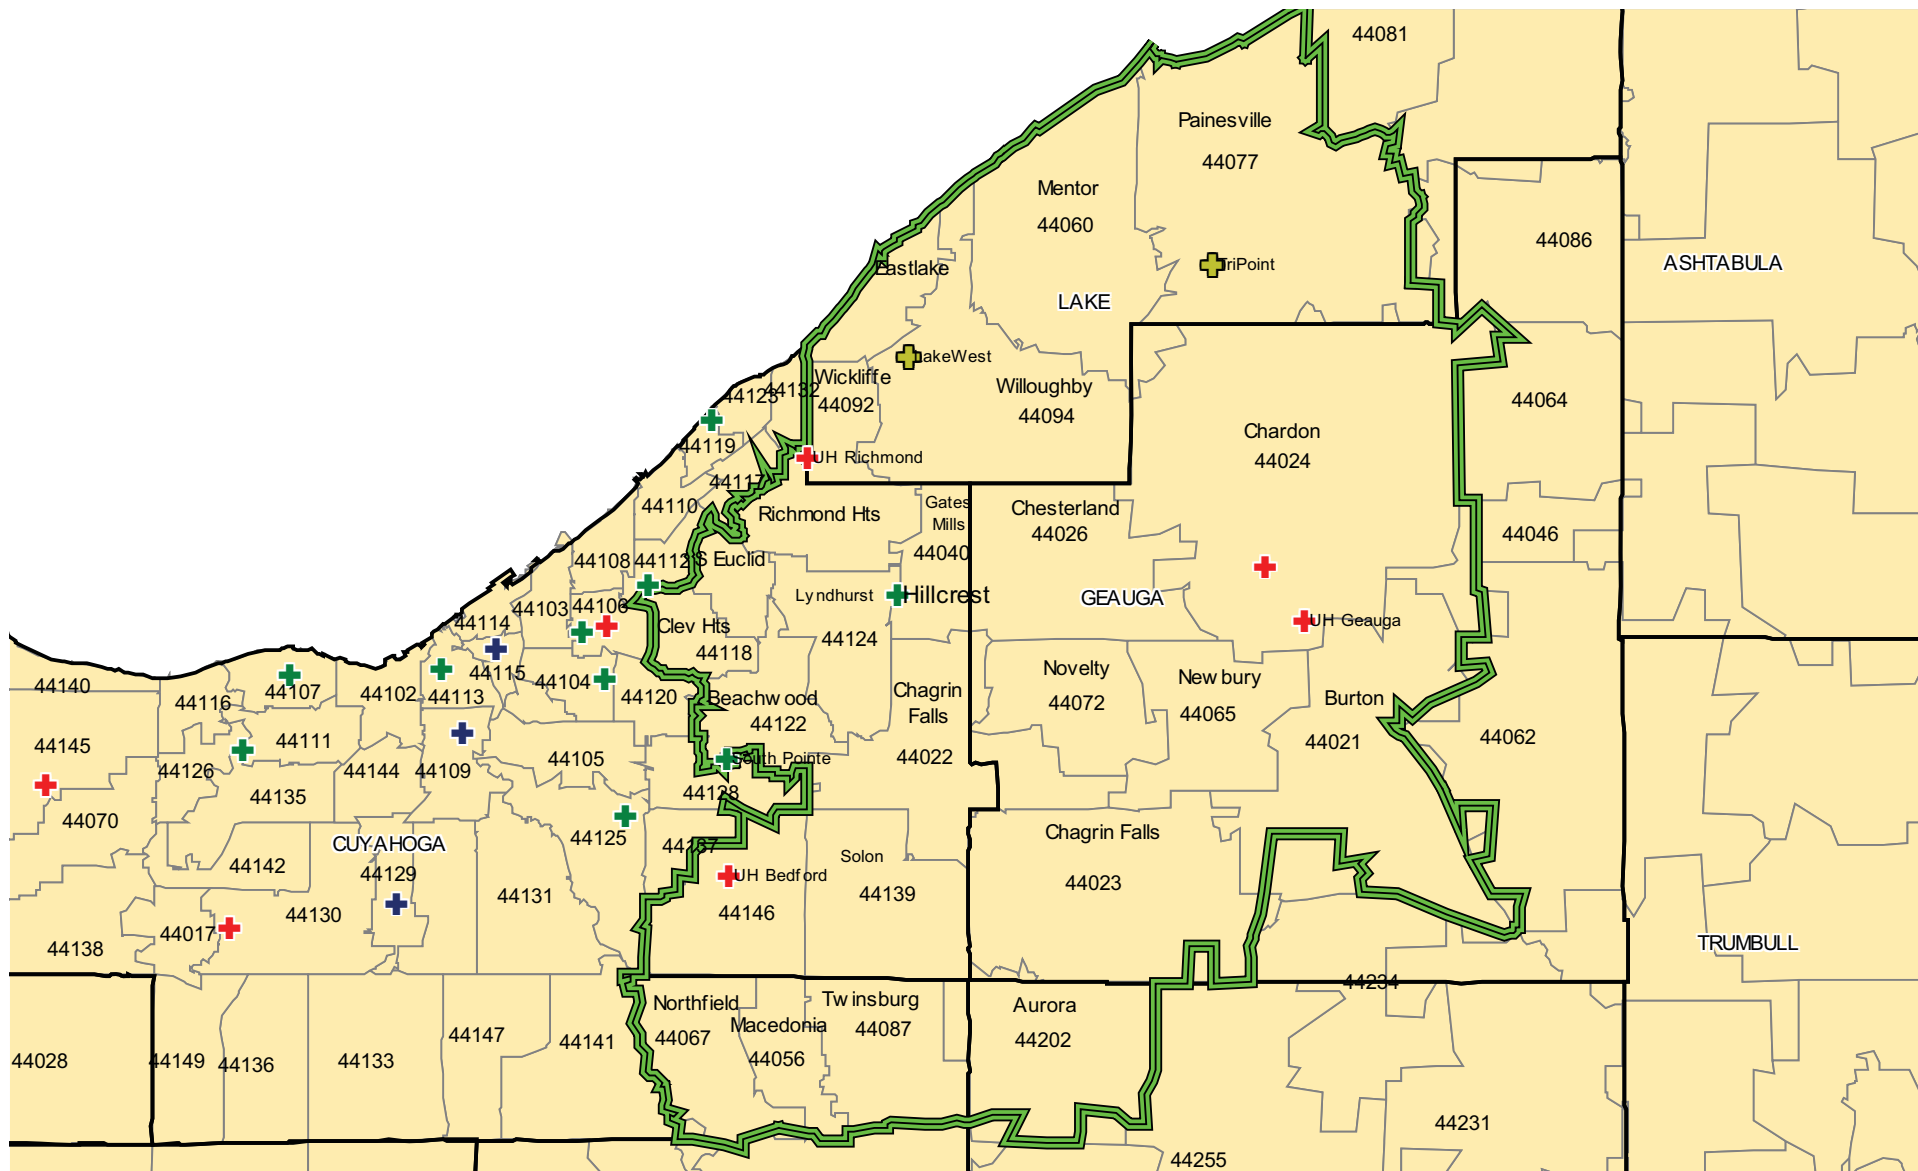 44081
Painesville
44077
Mentor
44060
44086
ASHTABULA
Eastlake
TriPoint
LAKE
LakeWest
Wickliffe
44092
44132
44123
Willoughby
44094
44064
Chardon
44024
44119
UH Richmond
44117
44110
Richmond Hts
Gates
Mills
44040
Chesterland
44026
44046
44108
44112
S Euclid
Lyndhurst
Hillcrest
GEAUGA
44103
44106
UH Geauga
44114
Clev Hts
44124
44118
44115
44104
44140
44107
44102
44113
44120
44116
Beachwood
44122
Chagrin
Falls
Novelty
44072
Newbury
44065
Burton
44021
44062
44145
44111
44126
44144
44109
44105
South Pointe
44022
44135
44128
44070
44125
44137
CUYAHOGA
Chagrin Falls
44023
44142
44129
UH Bedford
Solon
44139
44131
44146
44130
44017
44138
TRUMBULL
44234
Northfield
44067
Macedonia
44056
Twinsburg
44087
Aurora
44202
44028
44149
44136
44133
44147
44141
44231
44255